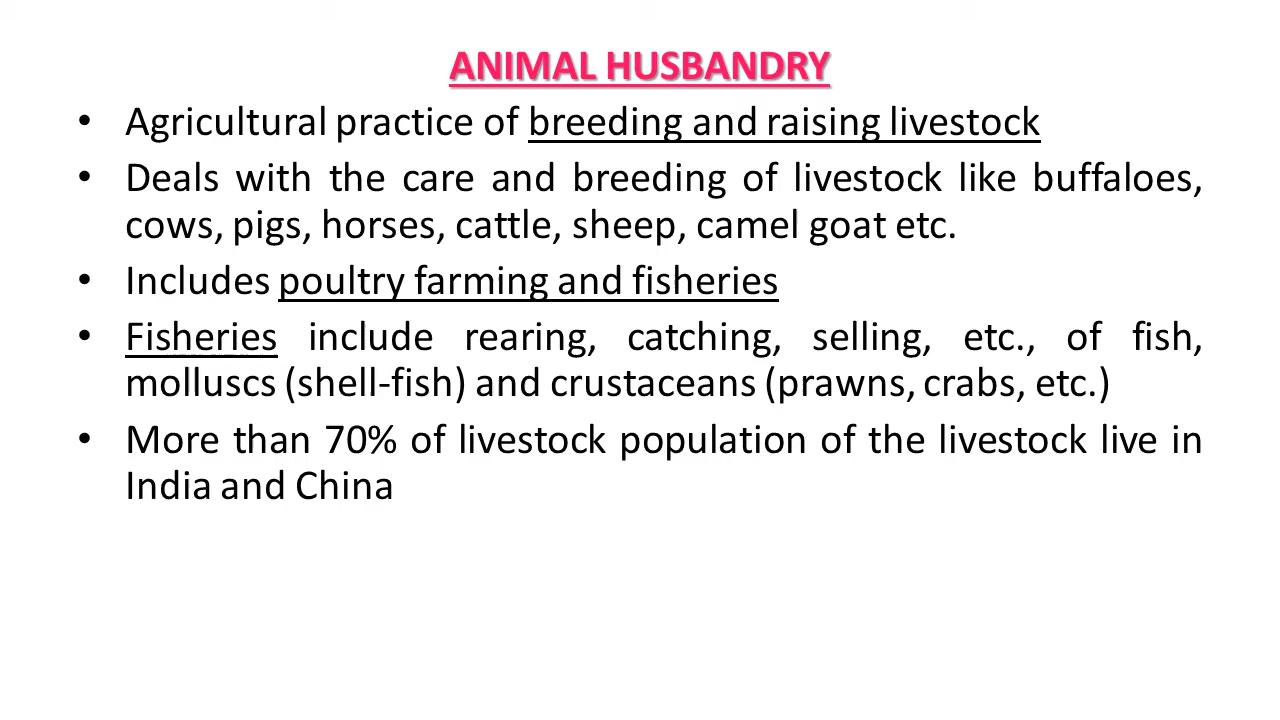 ANIMAL HUSBANDRY
• Agricultural practice of breeding and raising livestock
• Deals with the care and breeding of livestock like buffaloes,
cows, pigs, horses, cattle, sheep, camel goat etc.
• Includes poultry farming and fisheries
• Fisheries include rearing, catching, selling, etc., of fish,
molluscs (shell-fish) and crustaceans (prawns, crabs, etc.)
• More than 70% of livestock population of the livestock live in
India and China